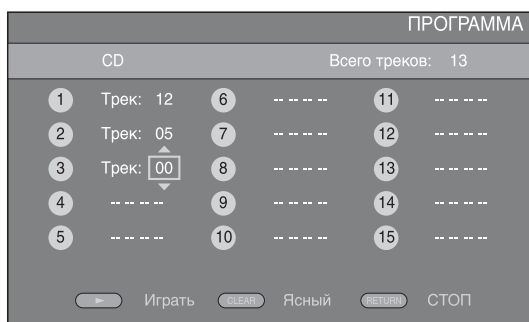 ПРОГРАММА
CD Всего треков: 13
1 Трек: 12 6 -- -- -- -- 11 -- -- -- --
2 Трек: 05 7 -- -- -- -- 12 -- -- -- --
3 Трек: 00 8 -- -- -- -- 13 -- -- -- --
4 -- -- -- -- 9 -- -- -- -- 14 -- -- -- --
5 -- -- -- -- 10 -- -- -- -- 15 -- -- -- --
Играть CLEAR Ясный RETURN СТОП